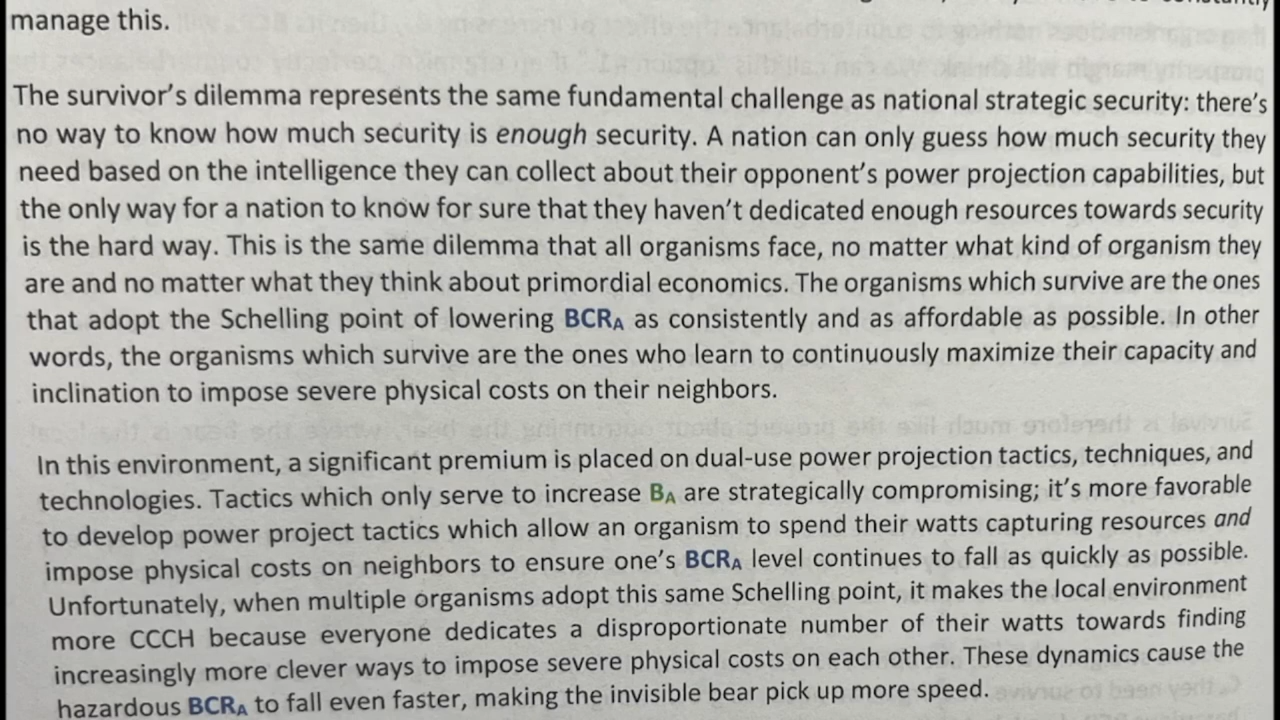 manage this.
The survivor's dilemma represents the same fundamental challenge as national strategic security: there's
no way to know how much security is enough security. A nation can only guess how much security they
need based on the intelligence they can collect about their opponent's power projection capabilities, but
the only way for a nation to know for sure that they haven't dedicated enough resources towards security
is the hard way. This is the same dilemma that all organisms face, no matter what kind of organism they
are and no matter what they think about primordial economics. The organisms which survive are the ones
that adopt the Schelling point of lowering BCRA as consistently and as affordable as possible. In other
words, the organisms which survive are the ones who learn to continuously maximize their capacity and
inclination to impose severe physical costs on their neighbors.
In this environment, a significant premium is placed on dual-use power projection tactics, techniques, and
technologies. Tactics which only serve to increase BA are strategically compromising; it's more favorable
to develop power project tactics which allow an organism to spend their watts capturing resources and
impose physical costs on neighbors to ensure one's BCRA level continues to fall as quickly as possible.
Unfortunately, when multiple organisms adopt this same Schelling point, it makes the local environment
more CCCH because everyone dedicates a disproportionate number of their watts towards finding
increasingly more clever ways to impose severe physical costs on each other. These dynamics cause the
hazardous BCRA to fall even faster, making the invisible bear pick up more speed.